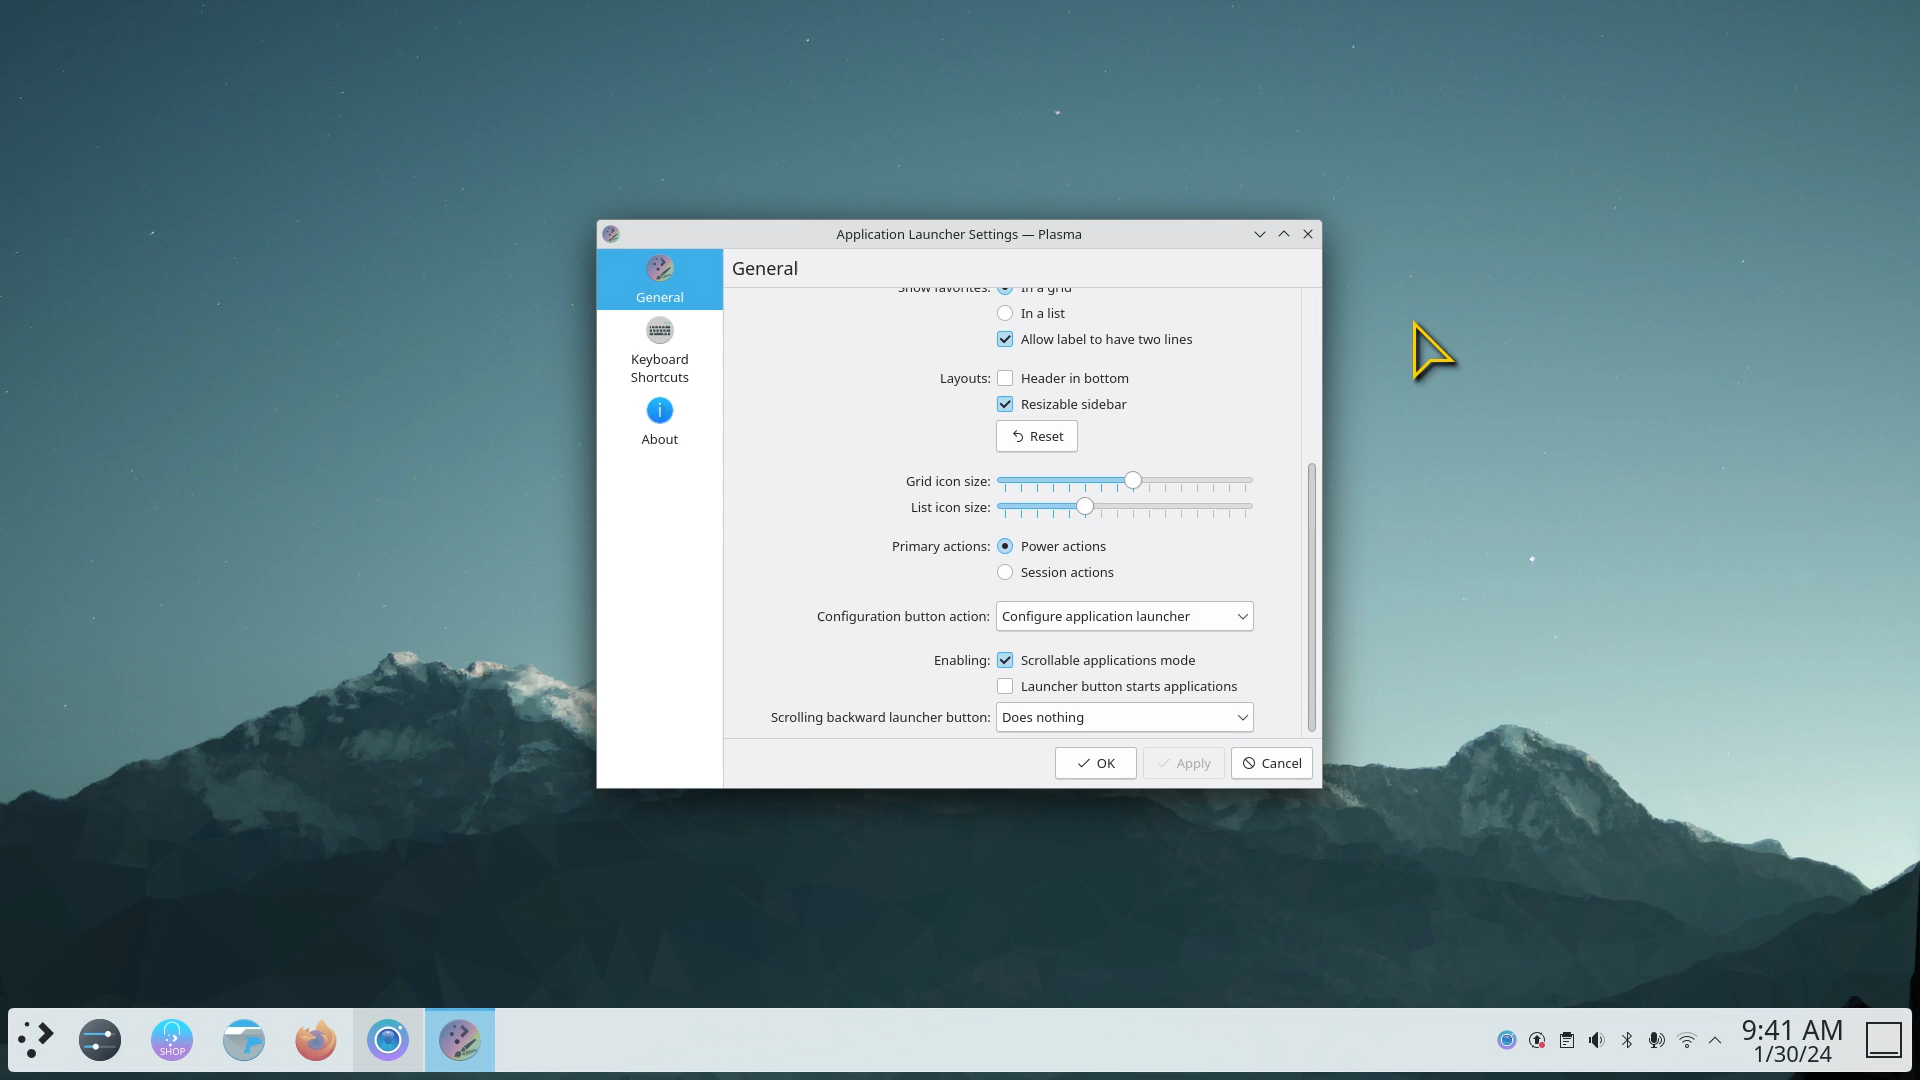 Application Launcher Settings — Plasma
General
Keyboard
Shortcuts
About
General
Show favorites: In a grid
In a list
Allow label to have two lines
Layouts: Header in bottom
Resizable sidebar
Reset
Grid icon size:
List icon size:
Primary actions: Power actions
Session actions
Configuration button action: Configure application launcher
Enabling: Scrollable applications mode
Launcher button starts applications
Scrolling backward launcher button: Does nothing
OK Apply Cancel
SHOP
9:41 AM
1/30/24